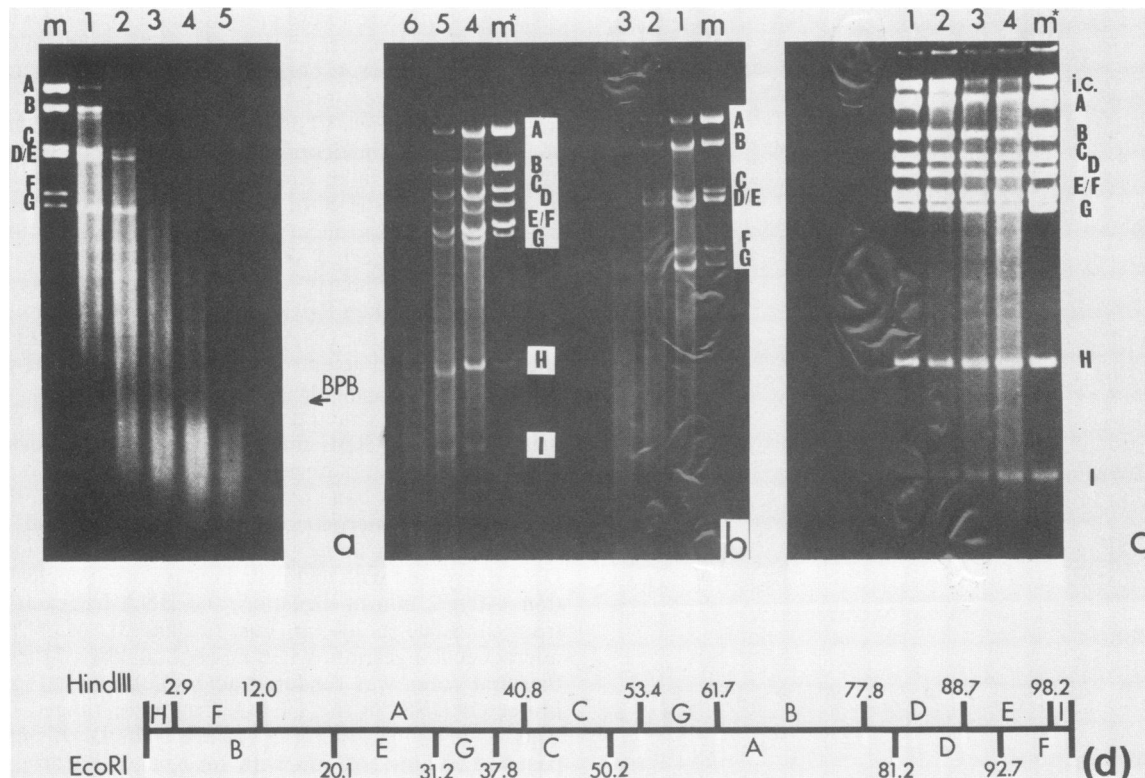 m 1 2 3 4 5
A
B
C
D/E
F
G
BPB
a
6 5 4 m* 3 2 1 m
A
B
C
D
E/F
G
H
I
A
B
C
D/E
F
G
b
1 2 3 4 m*
i.c.
A
B
C
D
E/F
G
H
I
c
HindIII 2.9 12.0 40.8 53.4 61.7 77.8 88.7 98.2
H F A C G B D E I
B E G C A D F
EcoRI 20.1 31.2 37.8 50.2 81.2 92.7
(d)